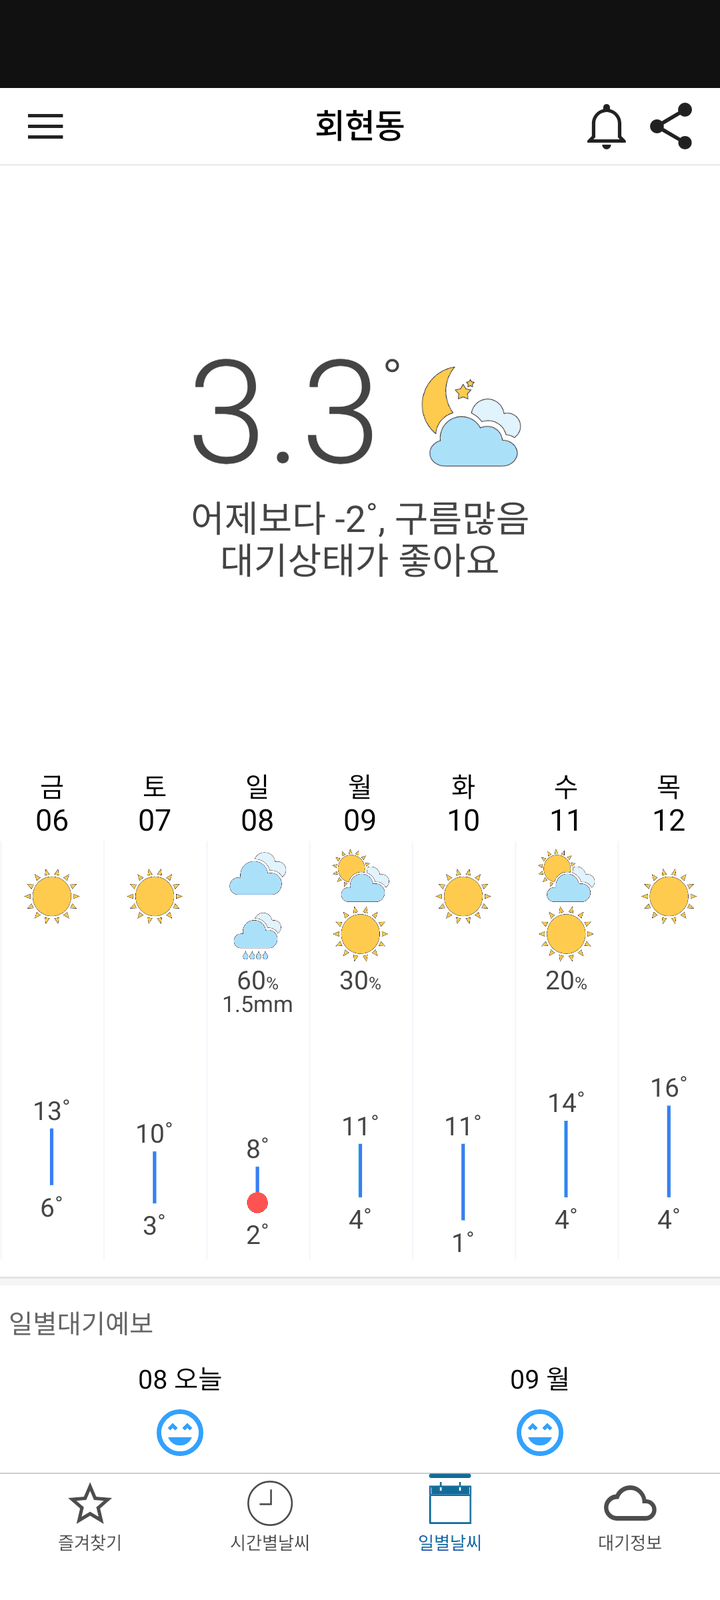 회현동
3.3°
어제보다 -2°, 구름많음
대기상태가 좋아요
금 토 일 월 화 수 목
06 07 08 09 10 11 12
60% 30% 20%
1.5mm
13° 10° 8° 11° 11° 14° 16°
6° 3° 2° 4° 1° 4° 4°
일별대기예보
08 오늘 09 월
즐겨찾기 시간별날씨 일별날씨 대기정보